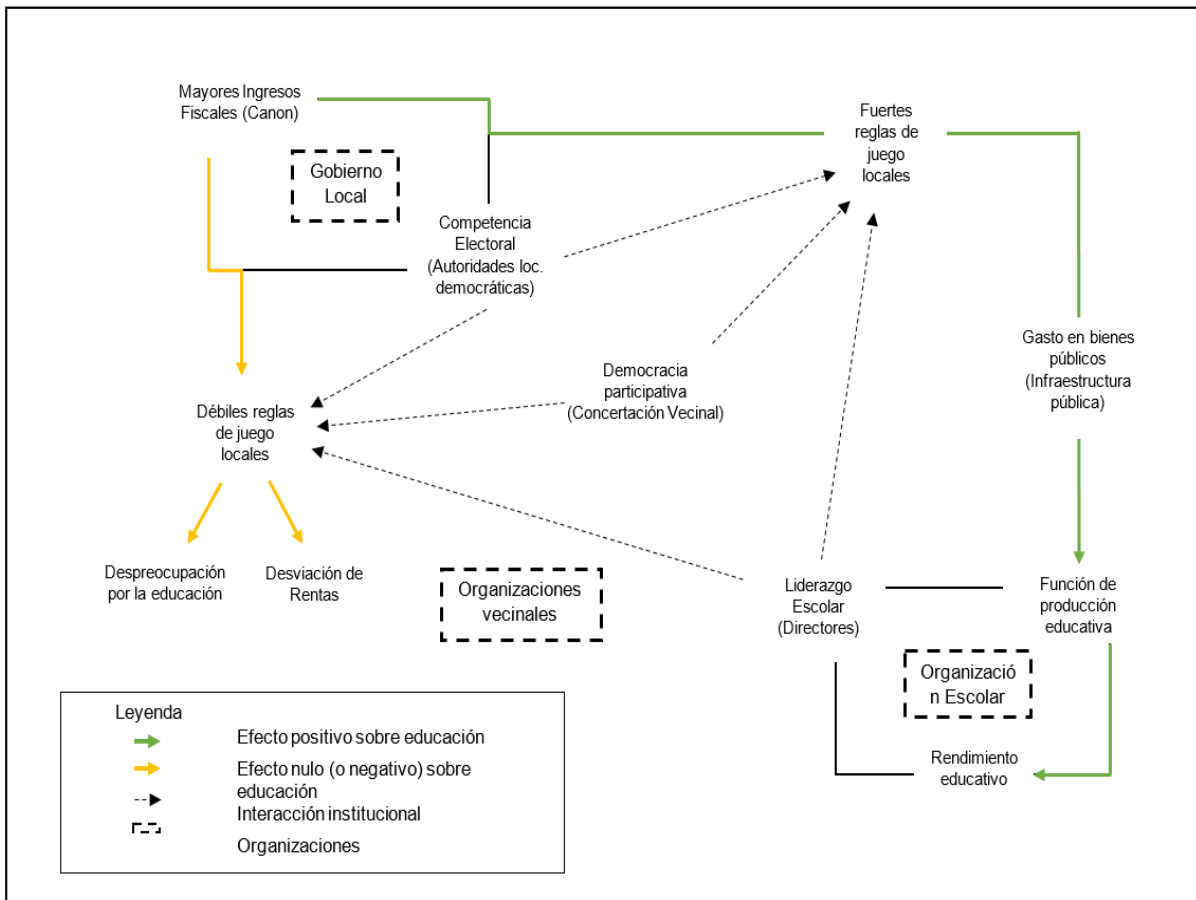 Mayores Ingresos
Fiscales (Canon)
Fuertes
reglas de
juego
locales
Gobierno
Local
Competencia
Electoral
(Autoridades loc.
democráticas)
Gasto en bienes
públicos
(Infraestructura
pública)
Democracia
participativa
(Concertación Vecinal)
Débiles reglas
de juego
locales
Despreocupación
por la educación
Desviación de
Rentas
Organizaciones
vecinales
Liderazgo
Escolar
(Directores)
Función de
producción
educativa
Organizació
n Escolar
Rendimiento
educativo
Leyenda
Efecto positivo sobre educación
Efecto nulo (o negativo) sobre
educación
Interacción institucional
Organizaciones